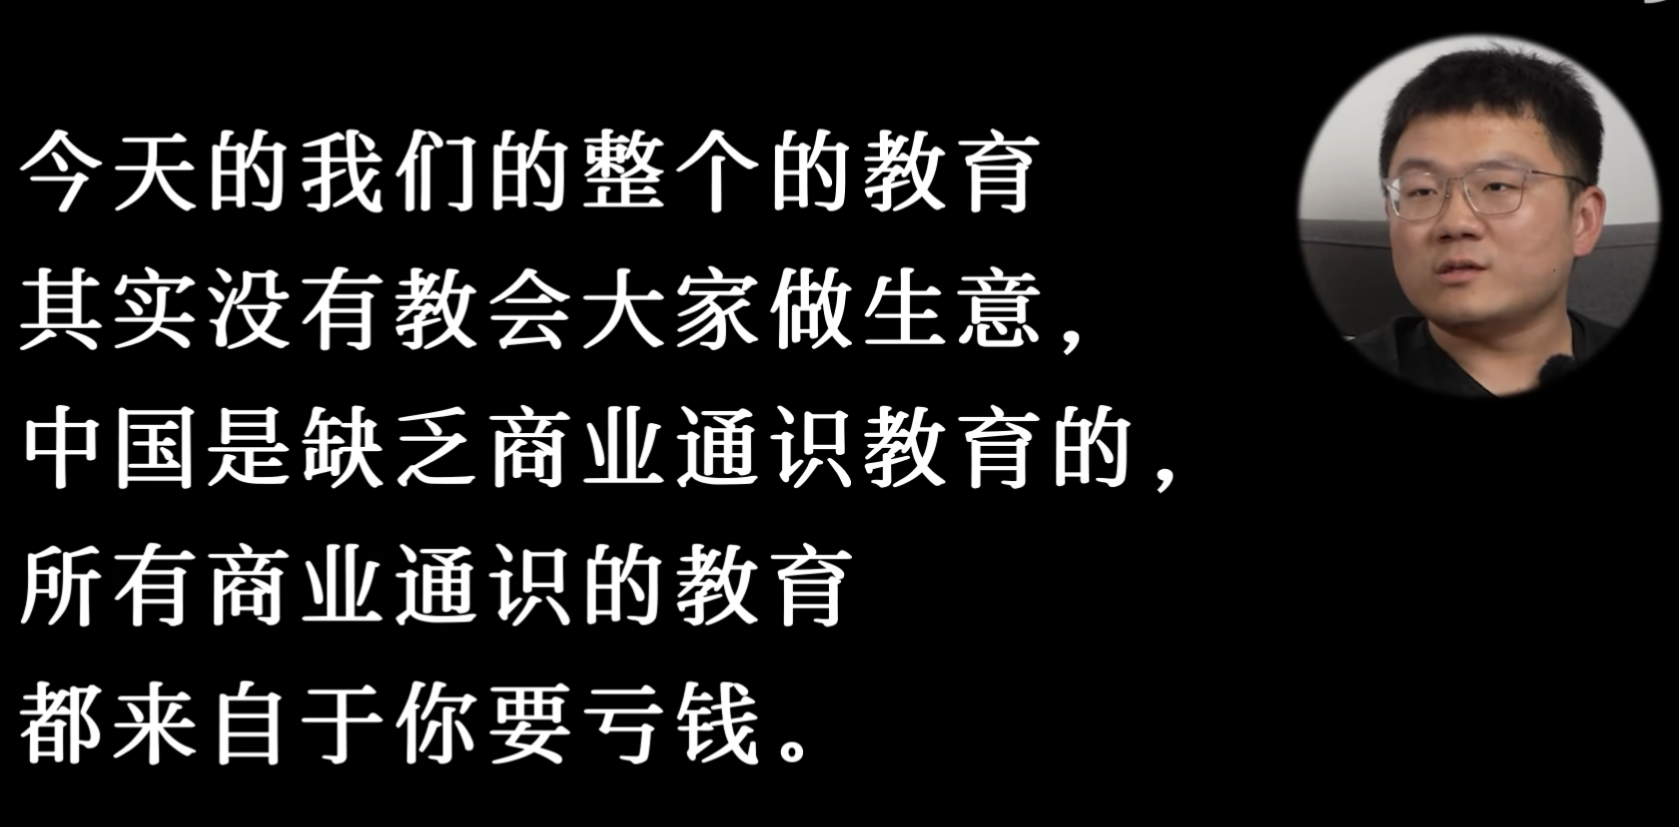 今天的我们的整个的教育
其实没有教会大家做生意，
中国是缺乏商业通识教育的，
所有商业通识的教育
都来自于你要亏钱。